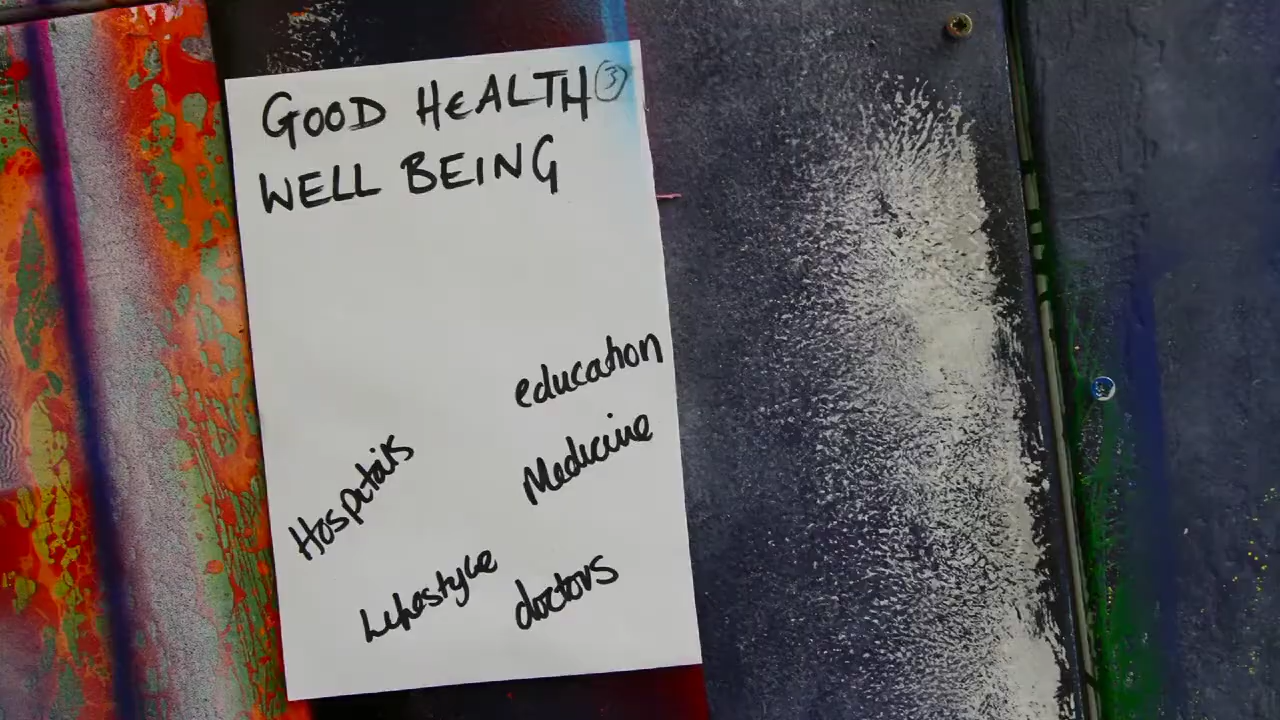 GOOD HEALTH ③
WELL BEING
education
Medicine
Hospitals
Lifestyle
doctors